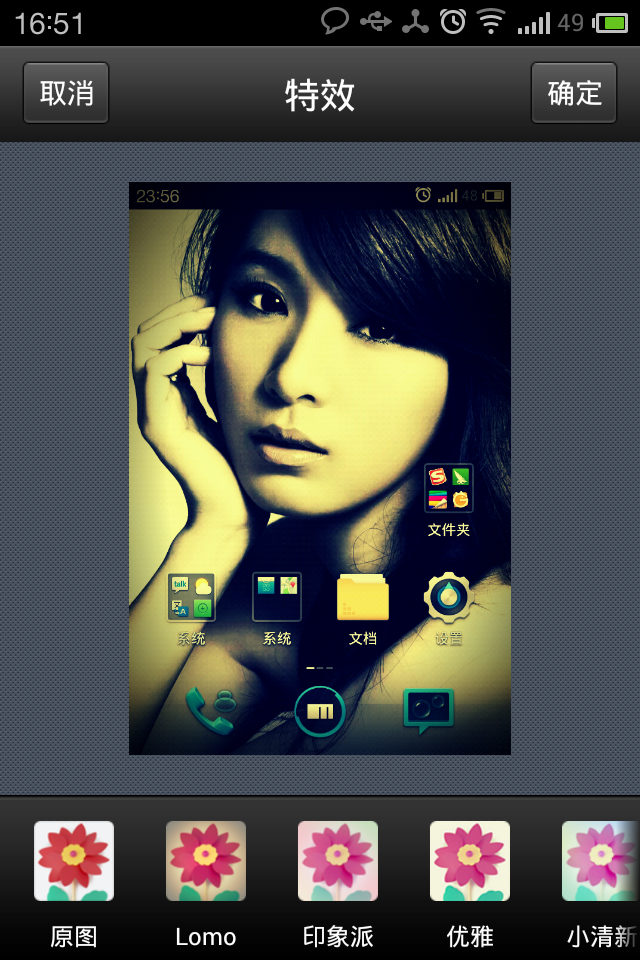 16:51
49
取消
特效
确定
23:56
48
文件夹
talk
系统
系统
文档
设置
原图
Lomo
印象派
优雅
小清新